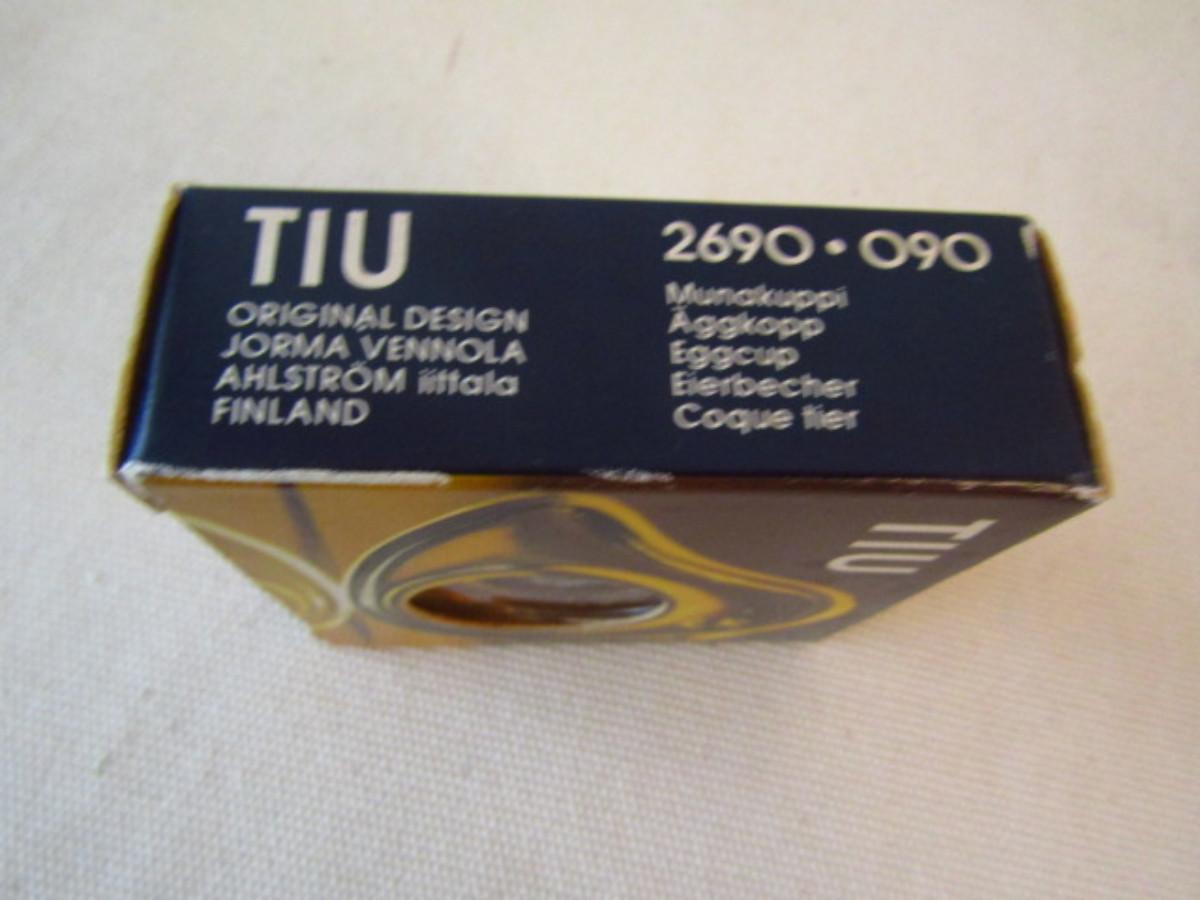 TIU
ORIGINAL DESIGN
JORMA VENNOLA
AHLSTRÖM iittala
FINLAND
2690 • 090
Munakuppi
Äggkopp
Eggcup
Eierbecher
Coque tier
TIU